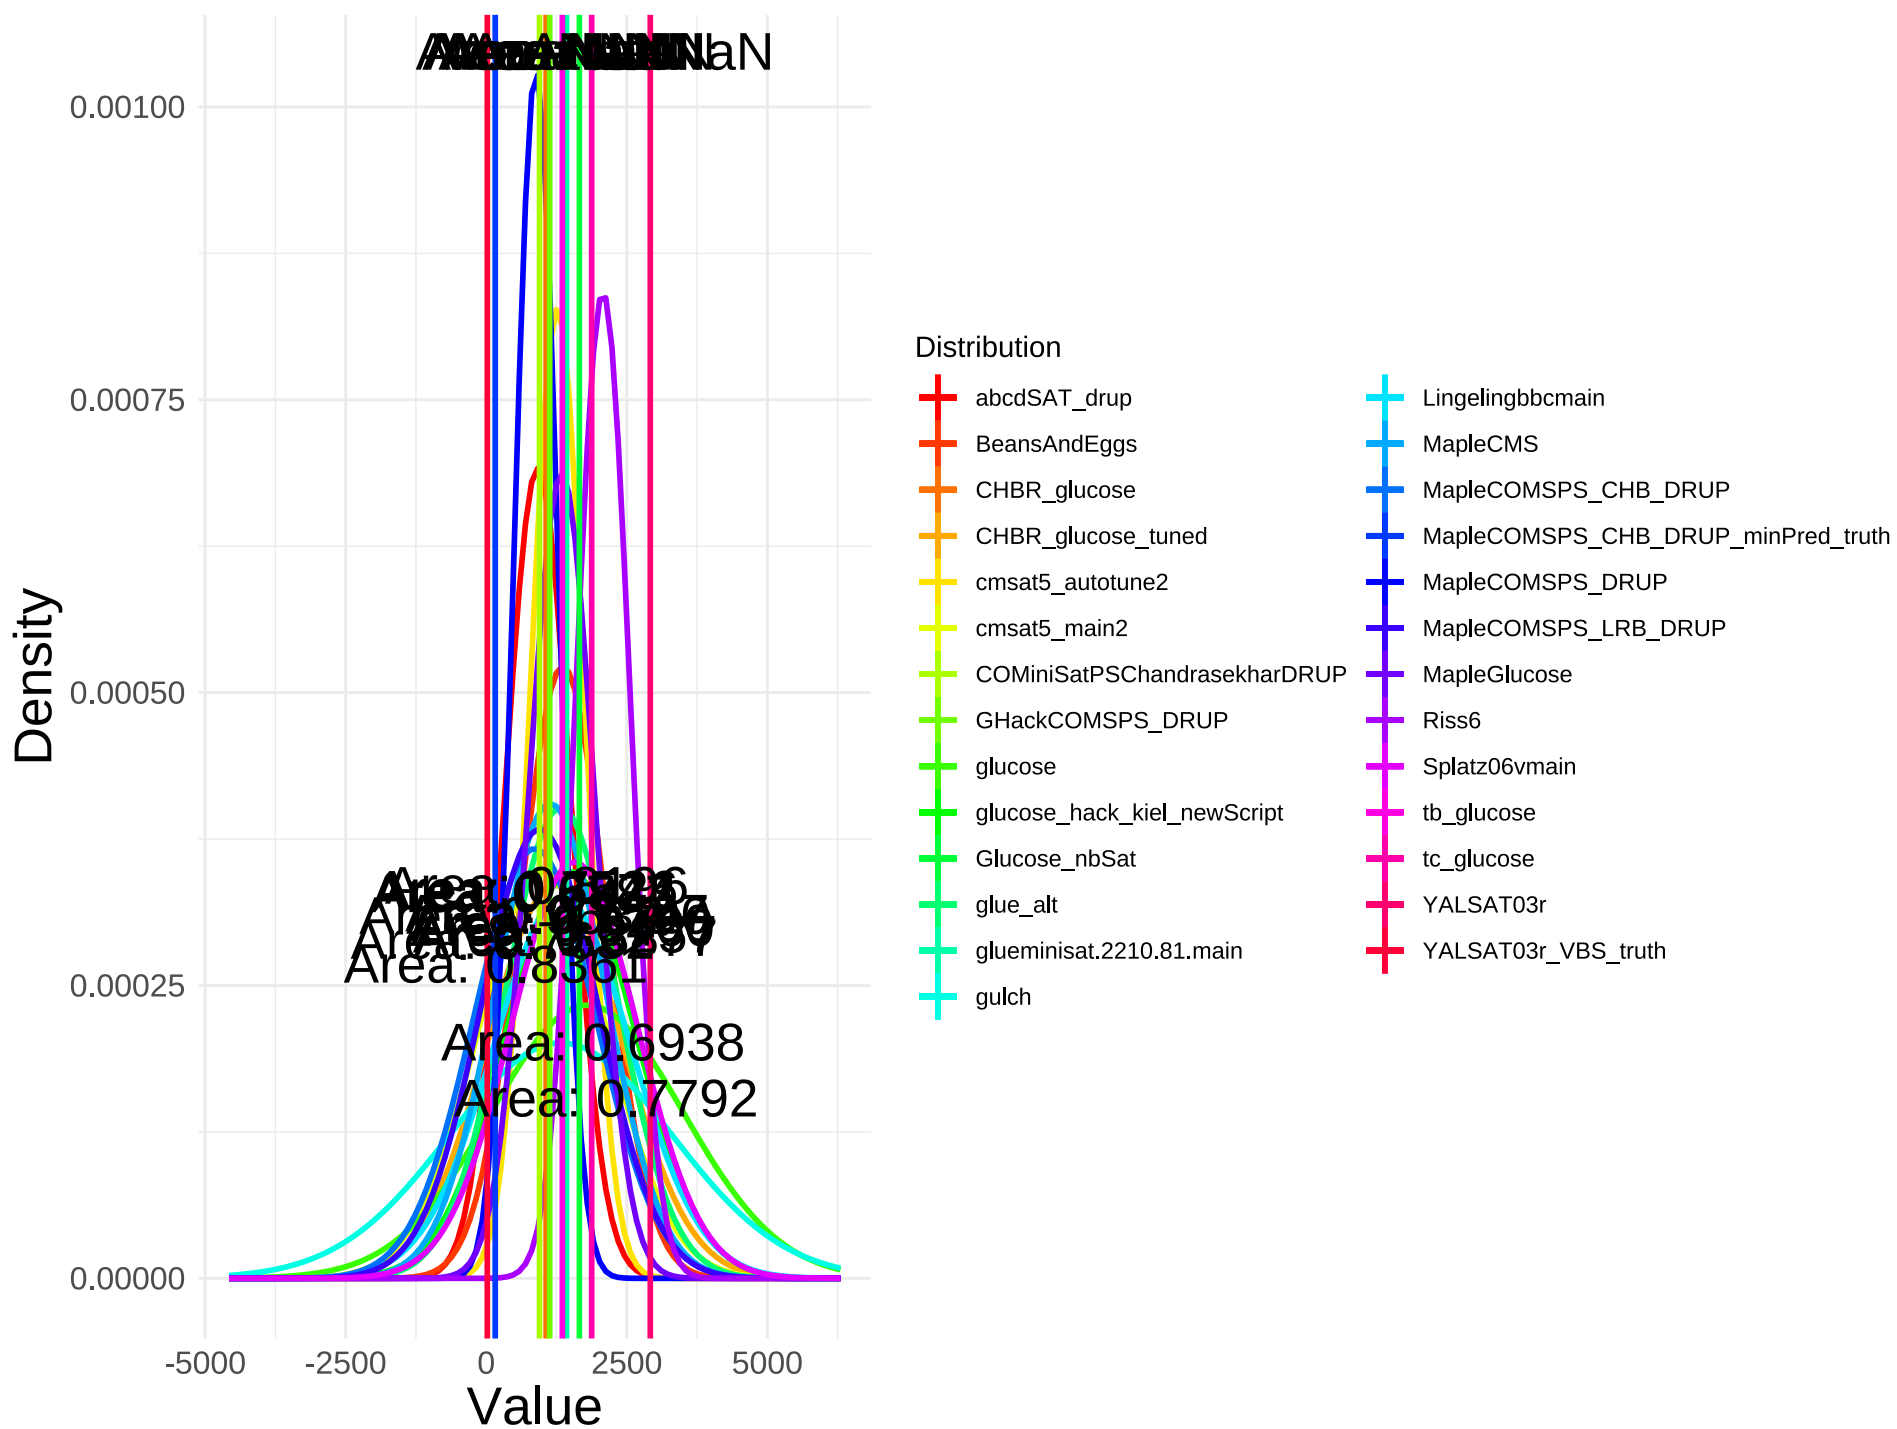 0.00100
0.00075
0.00050
0.00025
0.00000
Density
Area: 0.8361
Area: 0.6938
Area: 0.7792
-5000 -2500 0 2500 5000
Value
Distribution
abcdSAT_drup
BeansAndEggs
CHBR_glucose
CHBR_glucose_tuned
cmsat5_autotune2
cmsat5_main2
COMiniSatPSChandrasekharDRUP
GHackCOMSPS_DRUP
glucose
glucose_hack_kiel_newScript
Glucose_nbSat
glue_alt
glueminisat.2210.81.main
gulch
Lingelingbbcmain
MapleCMS
MapleCOMSPS_CHB_DRUP
MapleCOMSPS_CHB_DRUP_minPred_truth
MapleCOMSPS_DRUP
MapleCOMSPS_LRB_DRUP
MapleGlucose
Riss6
Splatz06vmain
tb_glucose
tc_glucose
YALSAT03r
YALSAT03r_VBS_truth